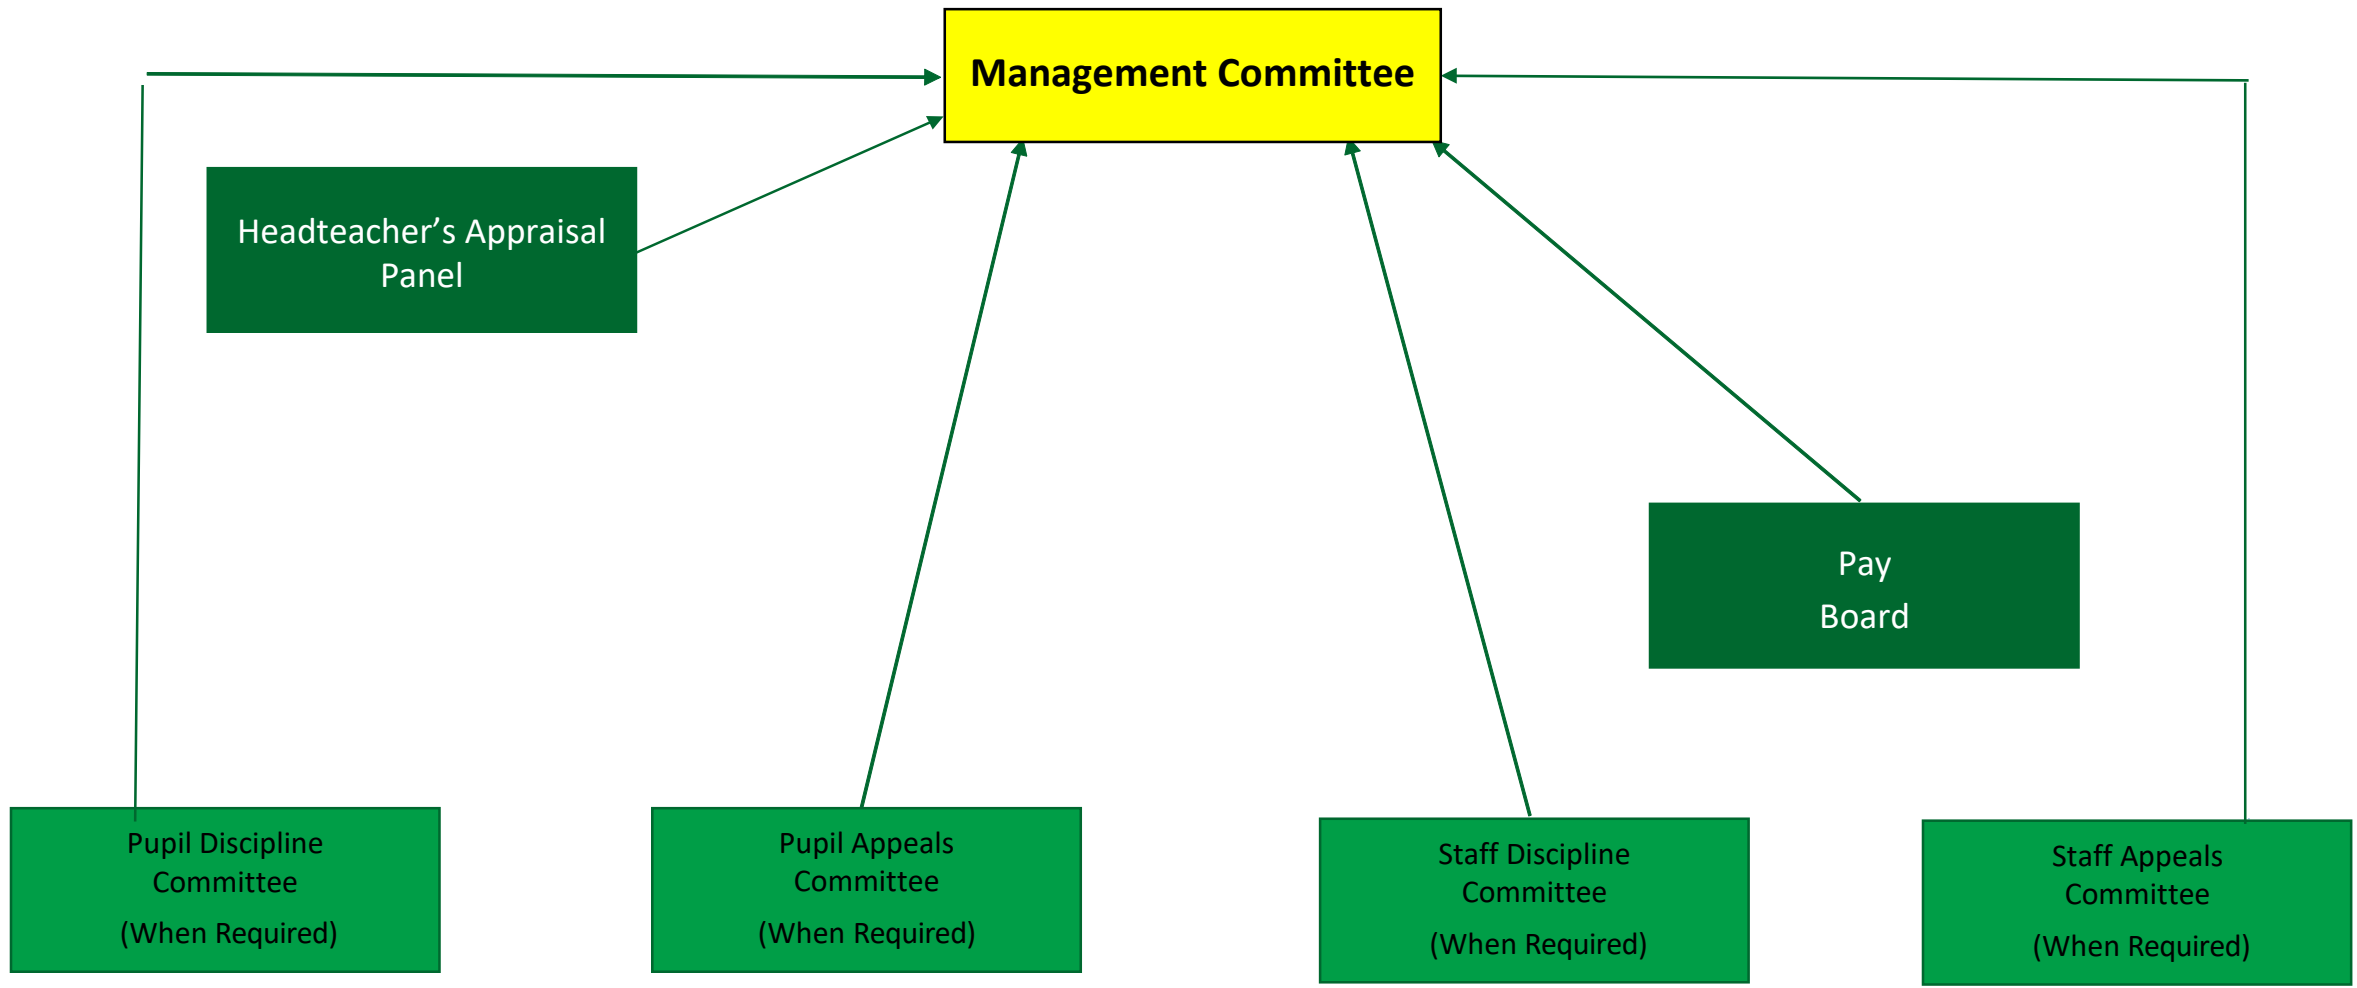 Management Committee
Headteacher’s Appraisal
Panel
Pay
Board
Pupil Discipline
Committee
(When Required)
Pupil Appeals
Committee
(When Required)
Staff Discipline
Committee
(When Required)
Staff Appeals
Committee
(When Required)